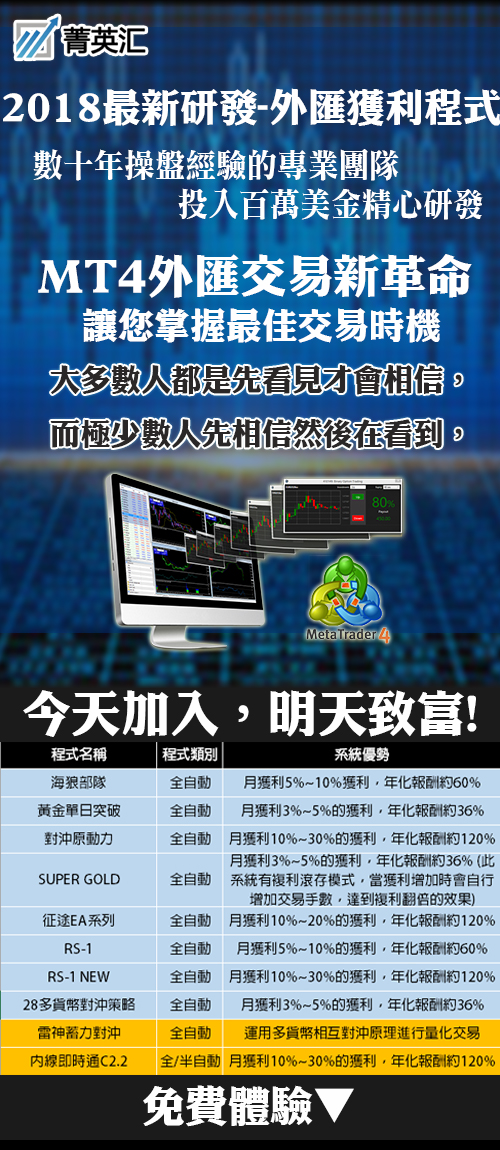 菁英汇
2018最新研發-外匯獲利程式
數十年操盤經驗的專業團隊
投入百萬美金精心研發
MT4外匯交易新革命
讓您掌握最佳交易時機
大多數人都是先看見才會相信，
而極少數人先相信然後在看到，
80%
MetaTrader 4
今天加入，明天致富!
程式名稱 程式類別 系統優勢
海狼部隊 全自動 月獲利5%~10%獲利，年化報酬約60%
黃金單日突破 全自動 月獲利3%~5%的獲利，年化報酬約36%
對沖原動力 全自動 月獲利10%~30%的獲利，年化報酬約120%
SUPER GOLD 全自動 月獲利3%~5%的獲利，年化報酬約36% (此
系統有複利滾存模式，當獲利增加時會自行
增加交易手數，達到複利翻倍的效果)
征途EA系列 全自動 月獲利10%~20%的獲利，年化報酬約120%
RS-1 全自動 月獲利5%~10%的獲利，年化報酬約60%
RS-1 NEW 全自動 月獲利10%~30%的獲利，年化報酬約120%
28多貨幣對沖策略 全自動 月獲利3%~5%的獲利，年化報酬約36%
雷神蓄力對沖 全自動 運用多貨幣相互對沖原理進行量化交易
內線即時通C2.2 全/半自動 月獲利10%~30%的獲利，年化報酬約120%
免費體驗▼